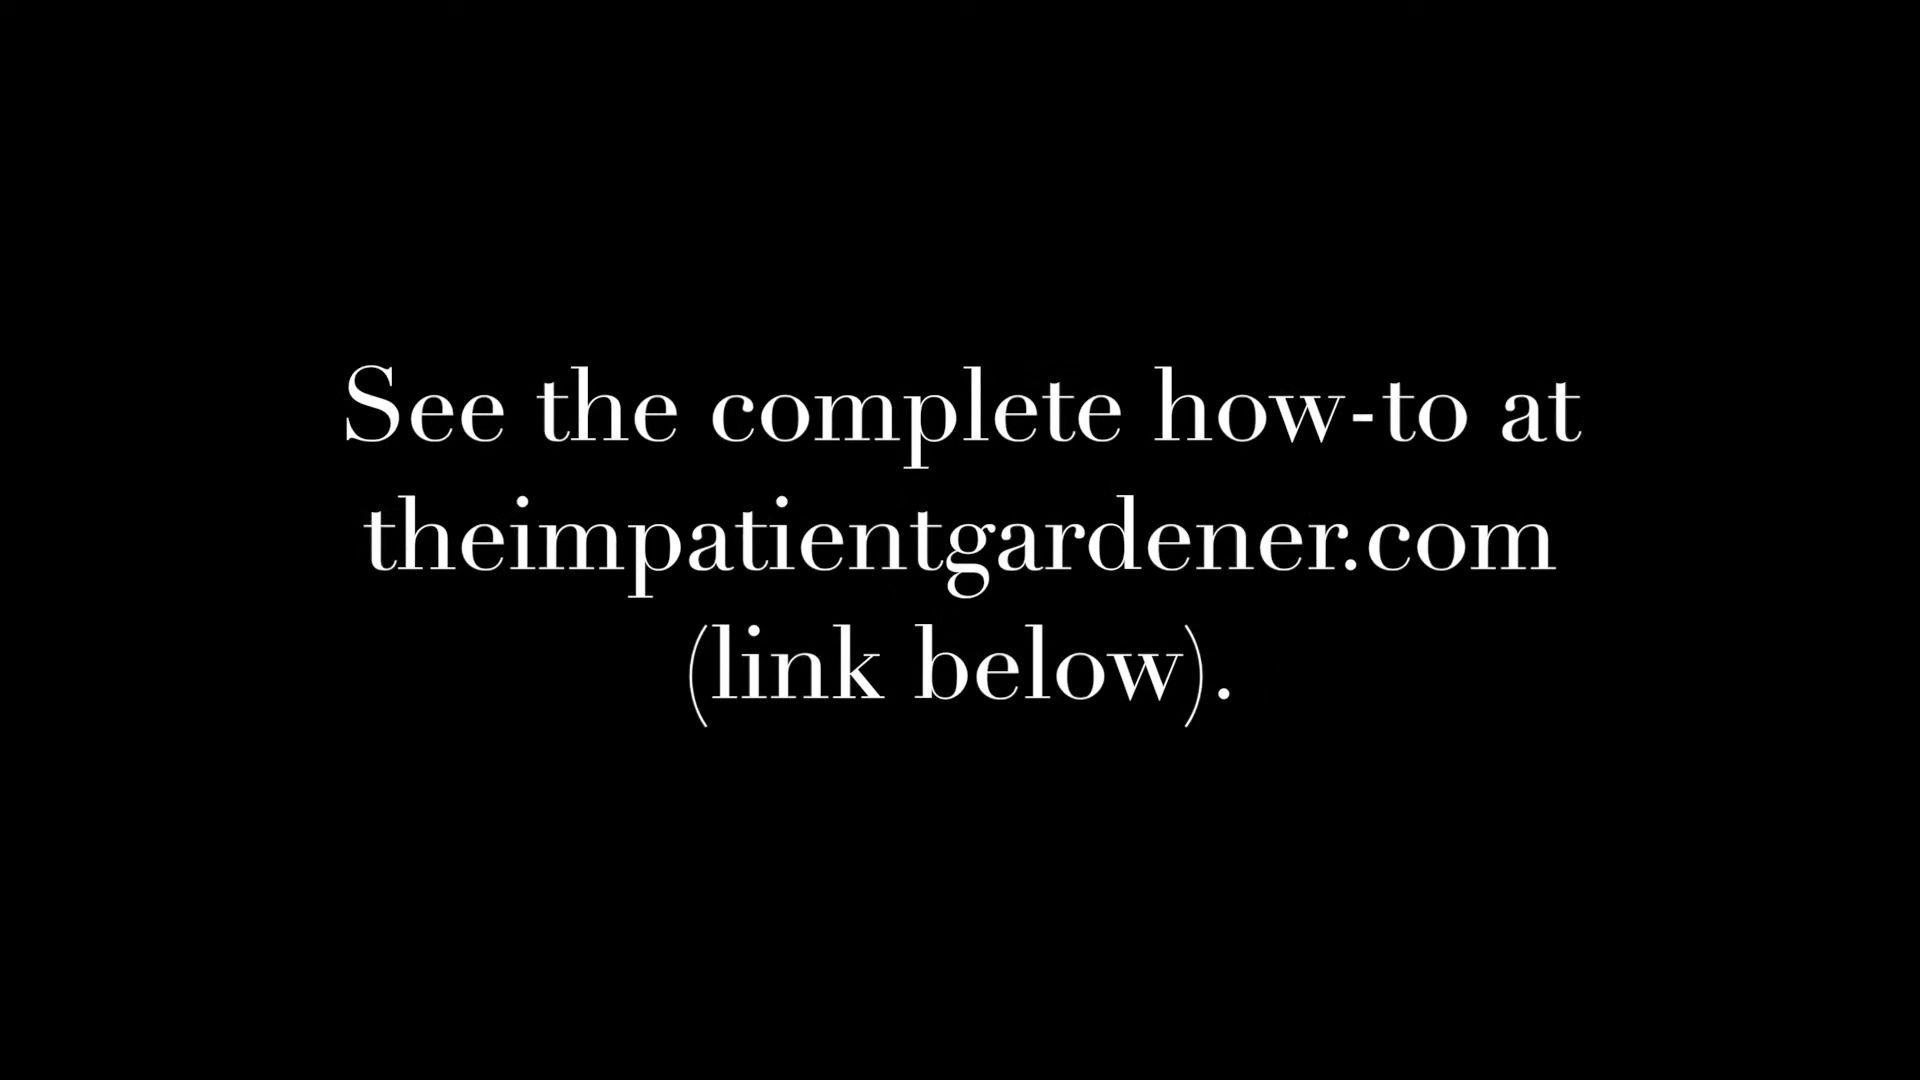 See the complete how-to at
theimpatientgardener.com
(link below).